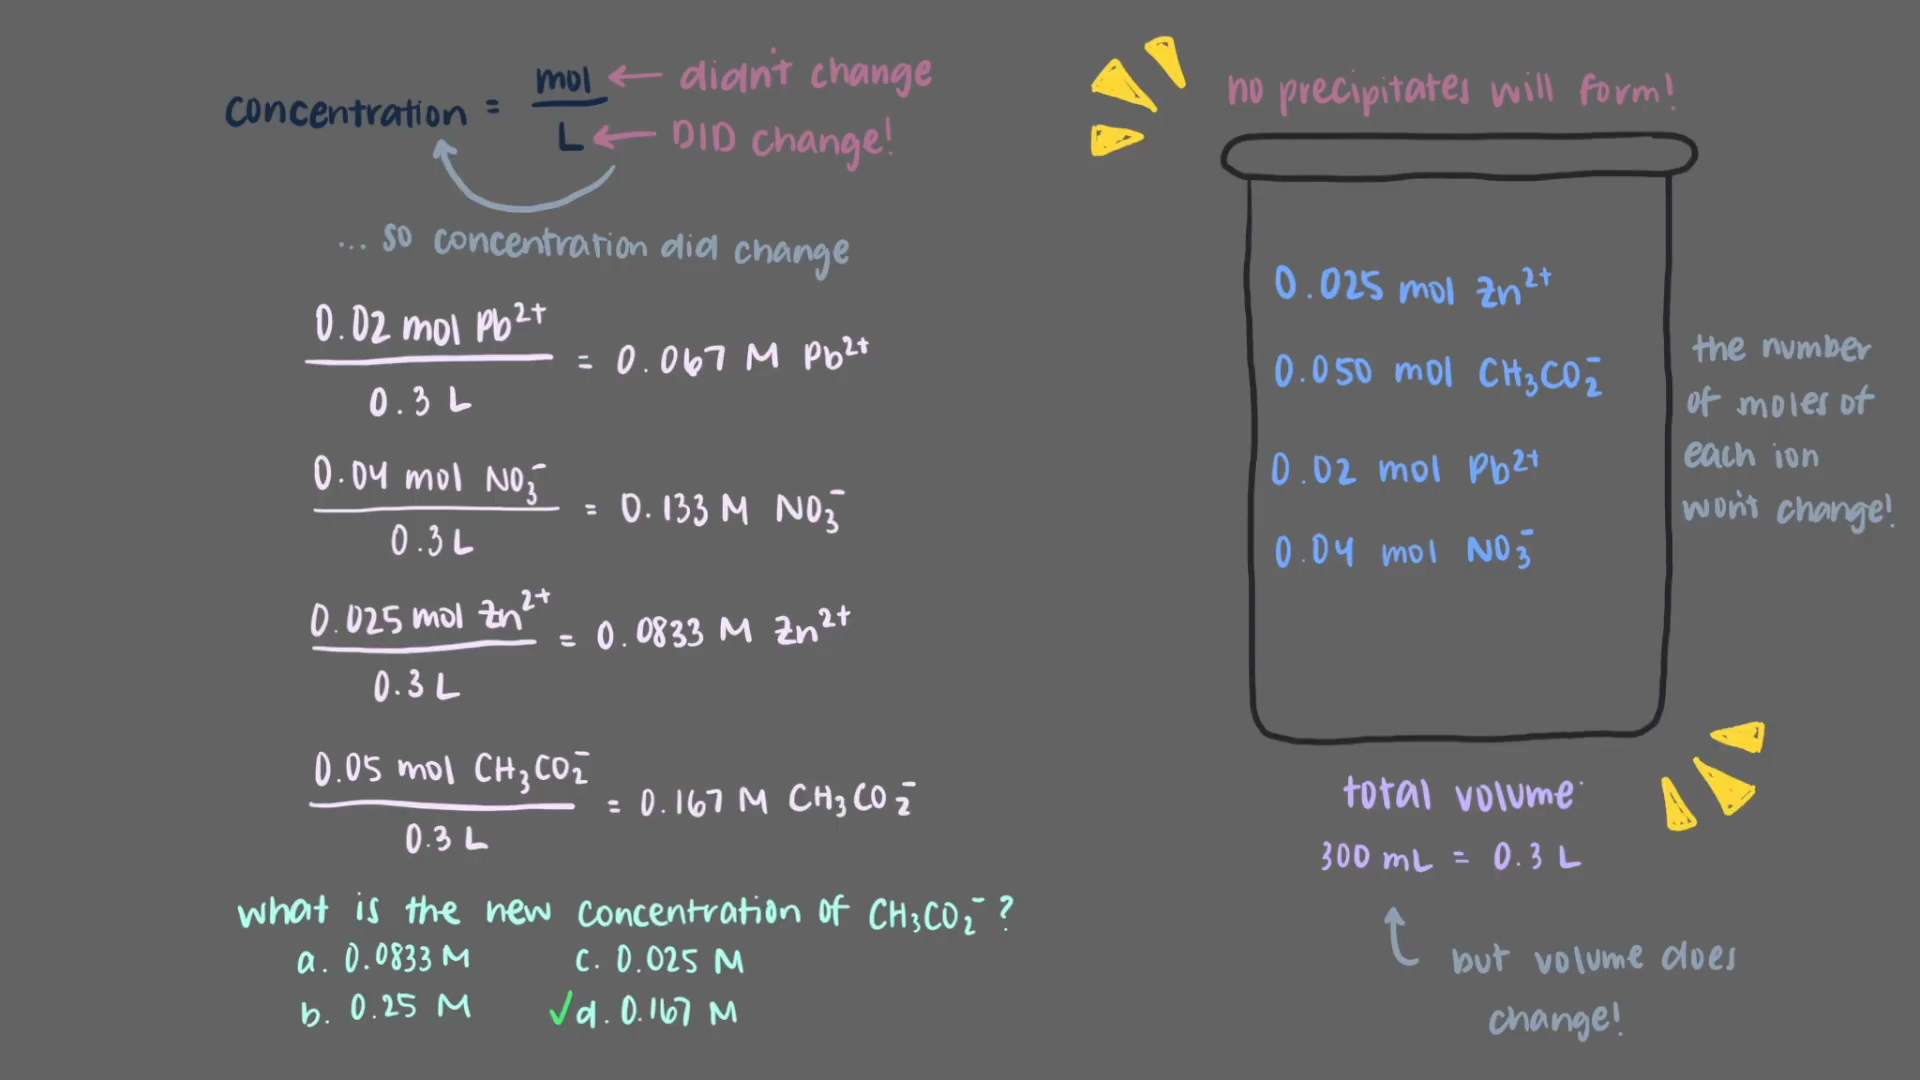 concentration = mol / L
mol ← didn't change
L ← DID change!
... so concentration did change
0.02 mol Pb²⁺ / 0.3 L = 0.067 M Pb²⁺
0.04 mol NO₃⁻ / 0.3 L = 0.133 M NO₃⁻
0.025 mol Zn²⁺ / 0.3 L = 0.0833 M Zn²⁺
0.05 mol CH₃CO₂⁻ / 0.3 L = 0.167 M CH₃CO₂⁻
what is the new concentration of CH₃CO₂⁻?
a. 0.0833 M
c. 0.025 M
b. 0.25 M
✓d. 0.167 M
no precipitates will form!
0.025 mol Zn²⁺
0.050 mol CH₃CO₂⁻
0.02 mol Pb²⁺
0.04 mol NO₃⁻
the number
of moles of
each ion
won't change!
total volume:
300 mL = 0.3 L
but volume does
change!